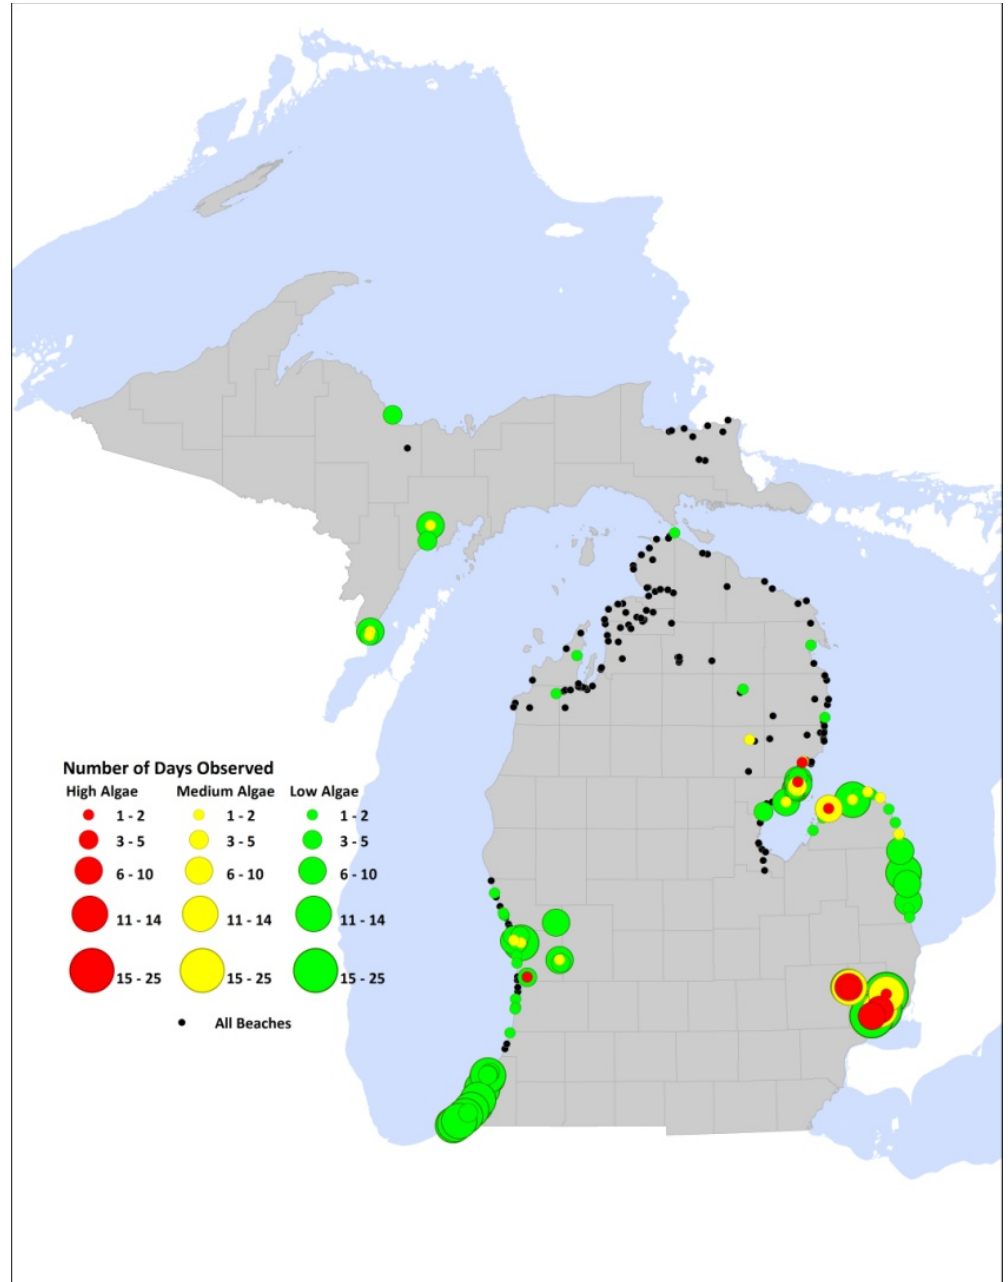 Number of Days Observed
High Algae Medium Algae Low Algae
1 - 2 1 - 2 1 - 2
3 - 5 3 - 5 3 - 5
6 - 10 6 - 10 6 - 10
11 - 14 11 - 14 11 - 14
15 - 25 15 - 25 15 - 25
All Beaches